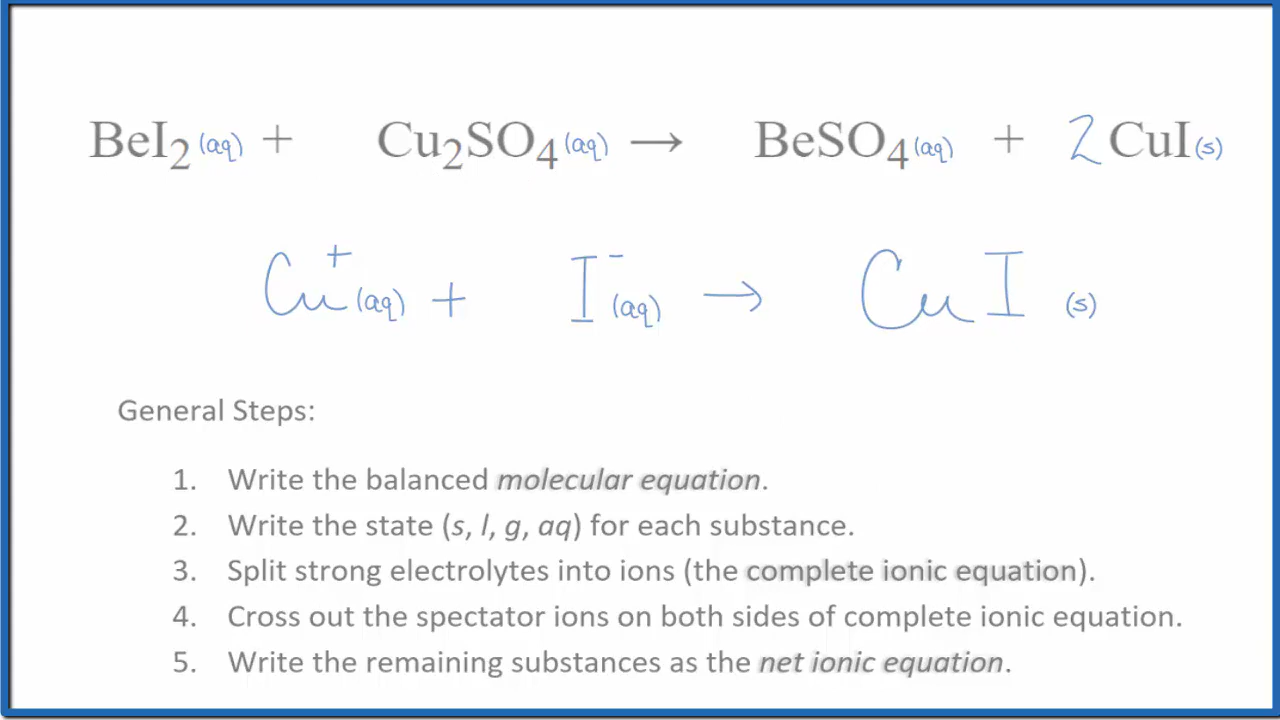 BeI₂ (aq) + Cu₂SO₄ (aq) → BeSO₄ (aq) + 2 CuI (s)
Cu⁺ (aq) + I⁻ (aq) → CuI (s)
General Steps:
1. Write the balanced molecular equation.
2. Write the state (s, l, g, aq) for each substance.
3. Split strong electrolytes into ions (the complete ionic equation).
4. Cross out the spectator ions on both sides of complete ionic equation.
5. Write the remaining substances as the net ionic equation.